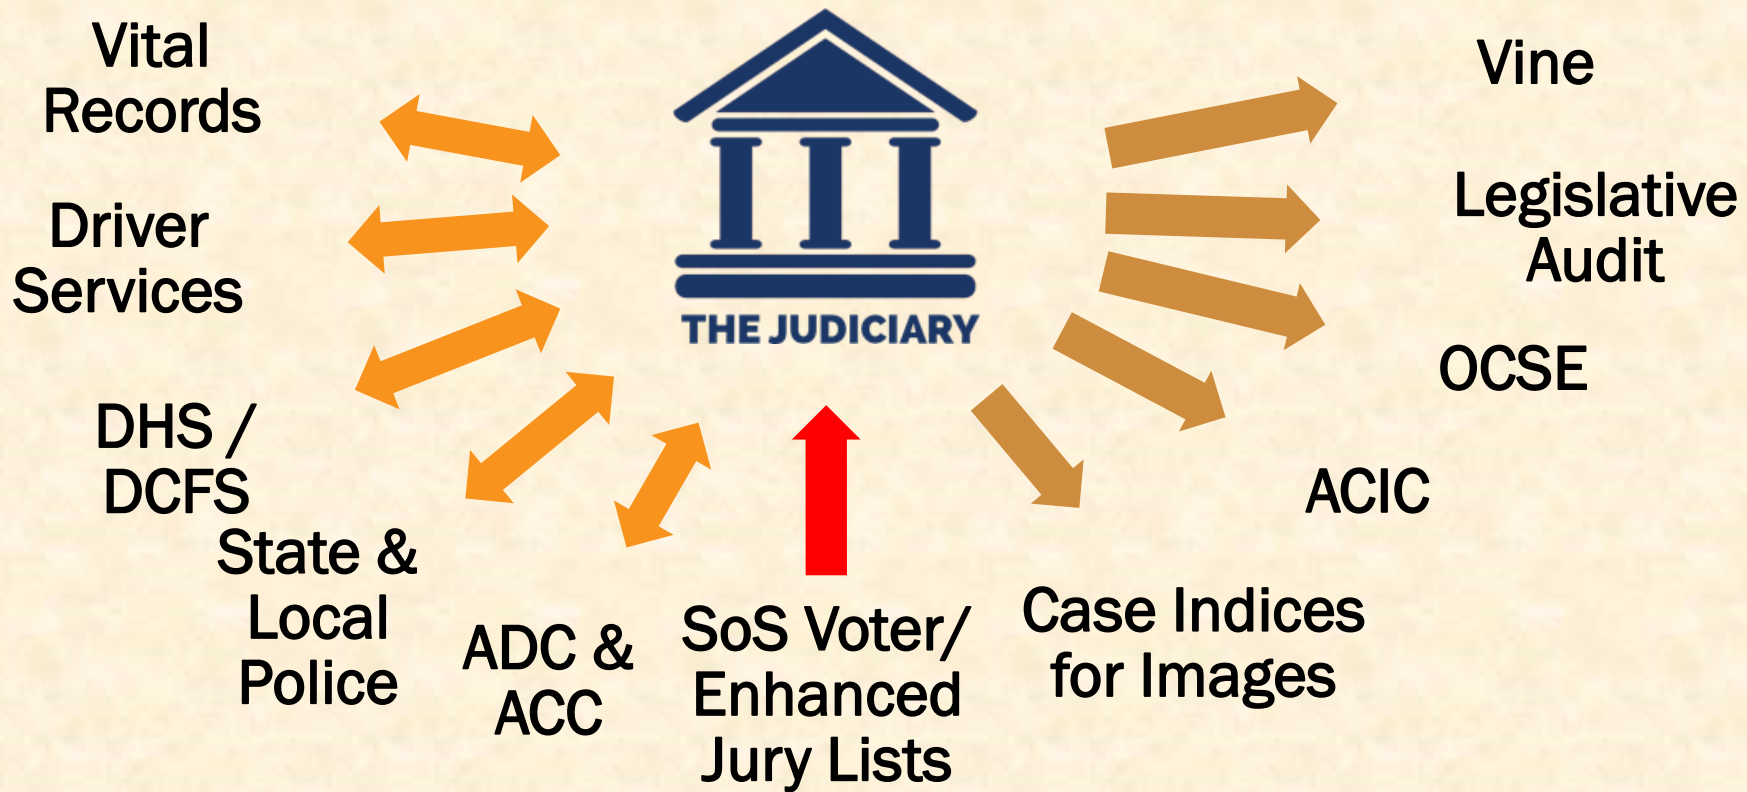 Vital
Records
Driver
Services
DHS /
DCFS
State &
Local
Police
ADC &
ACC
THE JUDICIARY
SoS Voter/
Enhanced
Jury Lists
Case Indices
for Images
Vine
Legislative
Audit
OCSE
ACIC